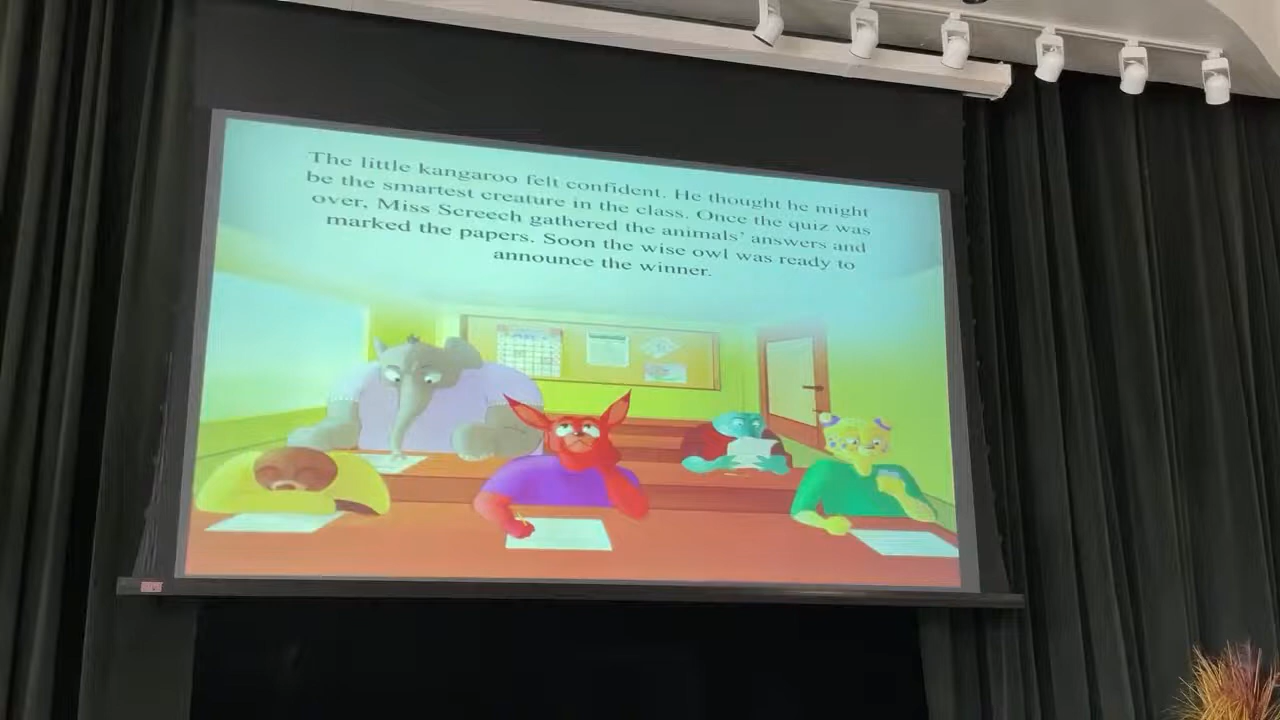 The little kangaroo felt confident. He thought he might
be the smartest creature in the class. Once the quiz was
over, Miss Screech gathered the animals' answers and
marked the papers. Soon the wise owl was ready to
announce the winner.